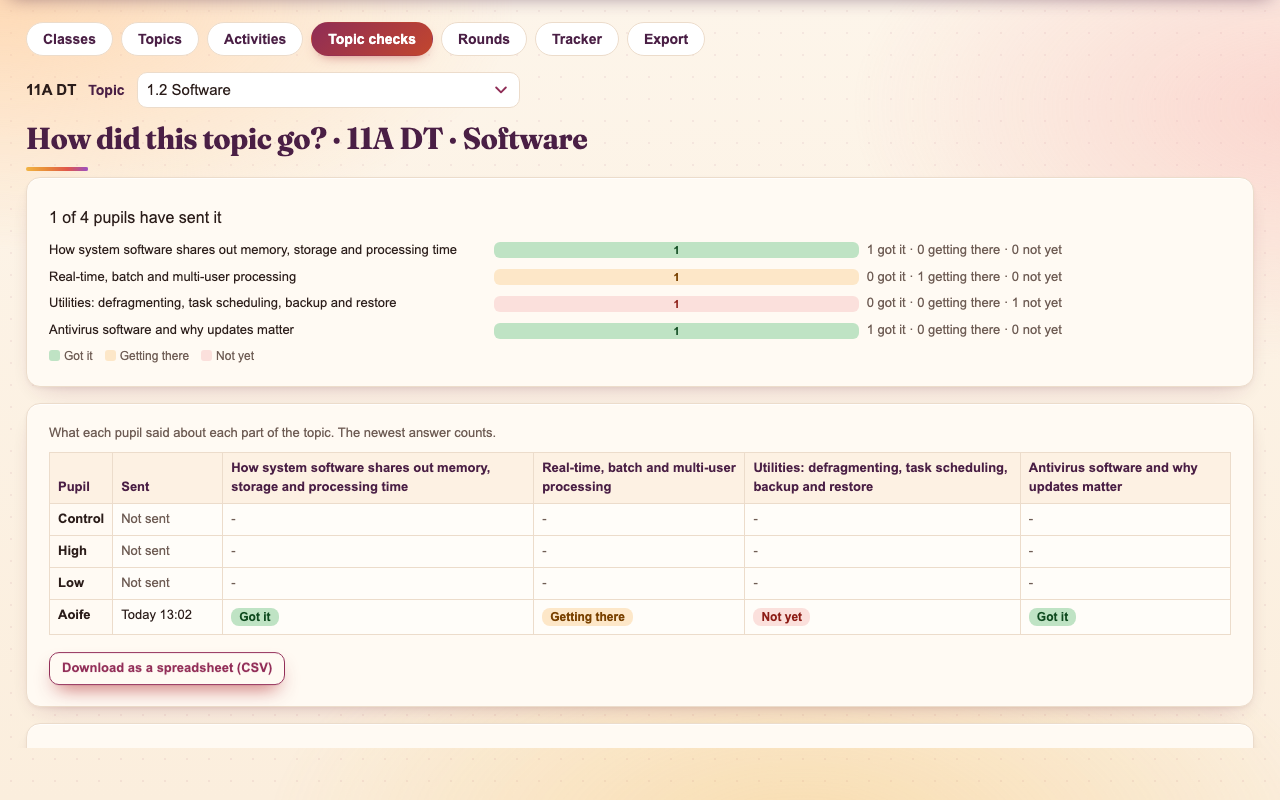 Classes Topics Activities Topic checks Rounds Tracker Export
11A DT Topic 1.2 Software
How did this topic go? · 11A DT · Software
1 of 4 pupils have sent it
How system software shares out memory, storage and processing time 1 1 got it · 0 getting there · 0 not yet
Real-time, batch and multi-user processing 1 0 got it · 1 getting there · 0 not yet
Utilities: defragmenting, task scheduling, backup and restore 1 0 got it · 0 getting there · 1 not yet
Antivirus software and why updates matter 1 1 got it · 0 getting there · 0 not yet
Got it Getting there Not yet
What each pupil said about each part of the topic. The newest answer counts.
Pupil Sent How system software shares out memory, storage and processing time Real-time, batch and multi-user processing Utilities: defragmenting, task scheduling, backup and restore Antivirus software and why updates matter
Control Not sent - - - -
High Not sent - - - -
Low Not sent - - - -
Aoife Today 13:02 Got it Getting there Not yet Got it
Download as a spreadsheet (CSV)